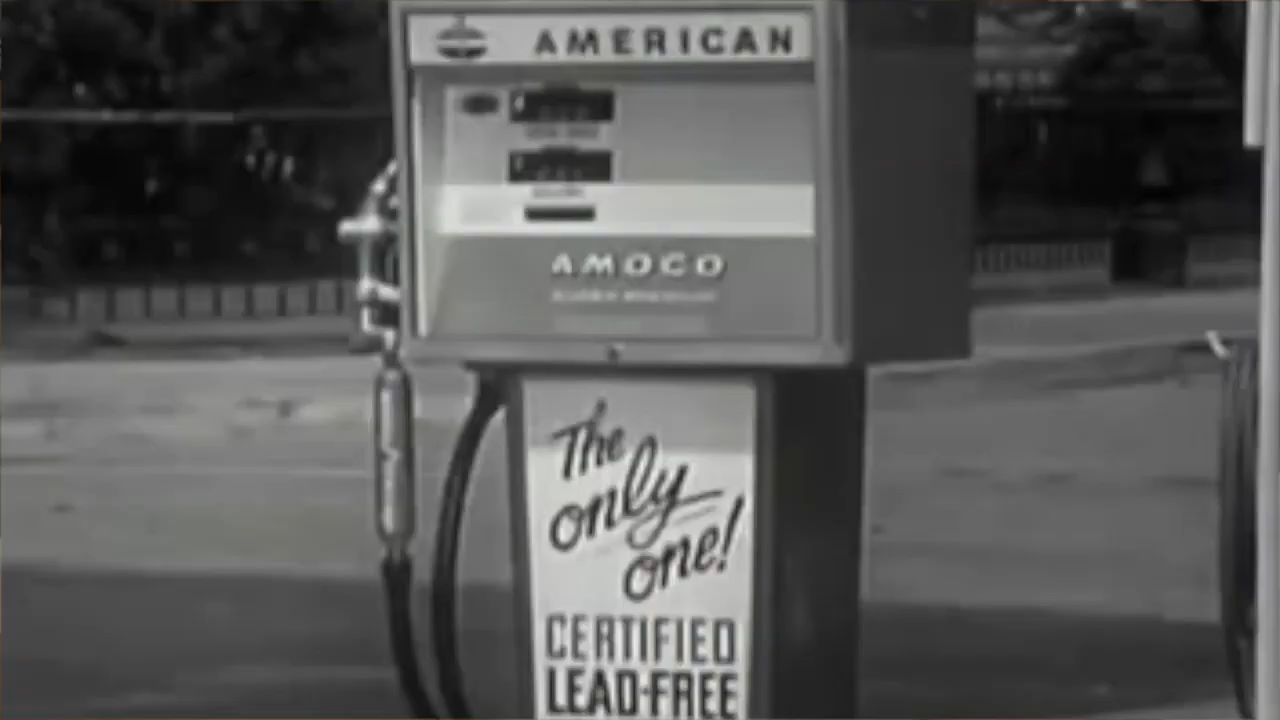 AMERICAN
AMOCO
The
only
one!
CERTIFIED
LEAD-FREE